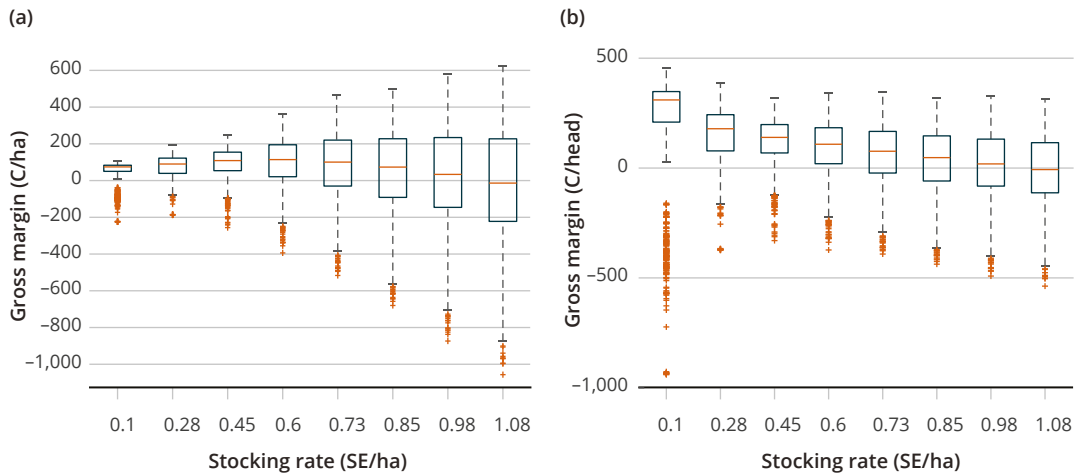 (a)
Gross margin (C/ha)
600
400
200
0
–200
–400
–600
–800
–1,000
0.1 0.28 0.45 0.6 0.73 0.85 0.98 1.08
Stocking rate (SE/ha)
(b)
Gross margin (C/head)
500
0
–500
–1,000
0.1 0.28 0.45 0.6 0.73 0.85 0.98 1.08
Stocking rate (SE/ha)